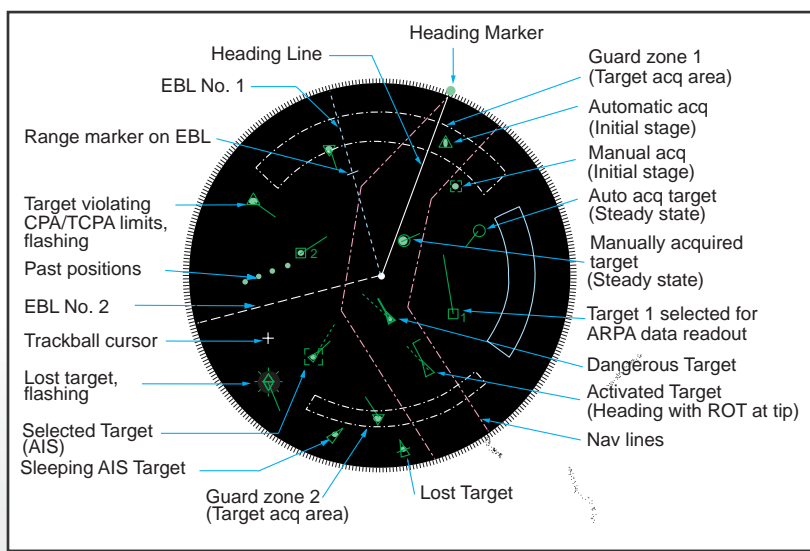 Heading Marker
Heading Line
EBL No. 1
Range marker on EBL
Target violating
CPA/TCPA limits,
flashing
Past positions
EBL No. 2
Trackball cursor
Lost target,
flashing
Selected Target
(AIS)
Sleeping AIS Target
Guard zone 2
(Target acq area)
Lost Target
Guard zone 1
(Target acq area)
Automatic acq
(Initial stage)
Manual acq
(Initial stage)
Auto acq target
(Steady state)
Manually acquired
target
(Steady state)
Target 1 selected for
ARPA data readout
Dangerous Target
Activated Target
(Heading with ROT at tip)
Nav lines
2
1